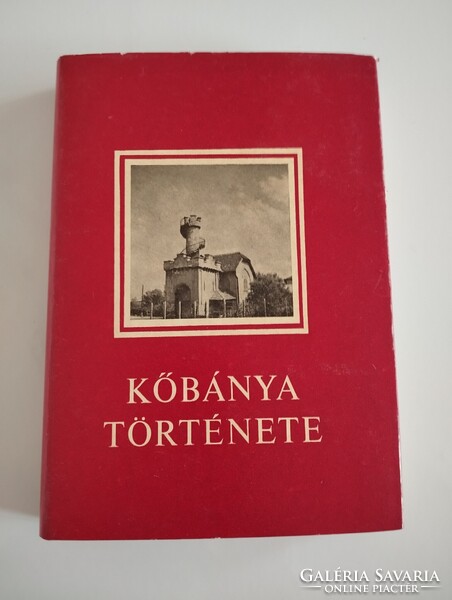 KŐBÁNYA
TÖRTÉNETE
GALÉRIA SAVARIA
ONLINE PIACTÉR